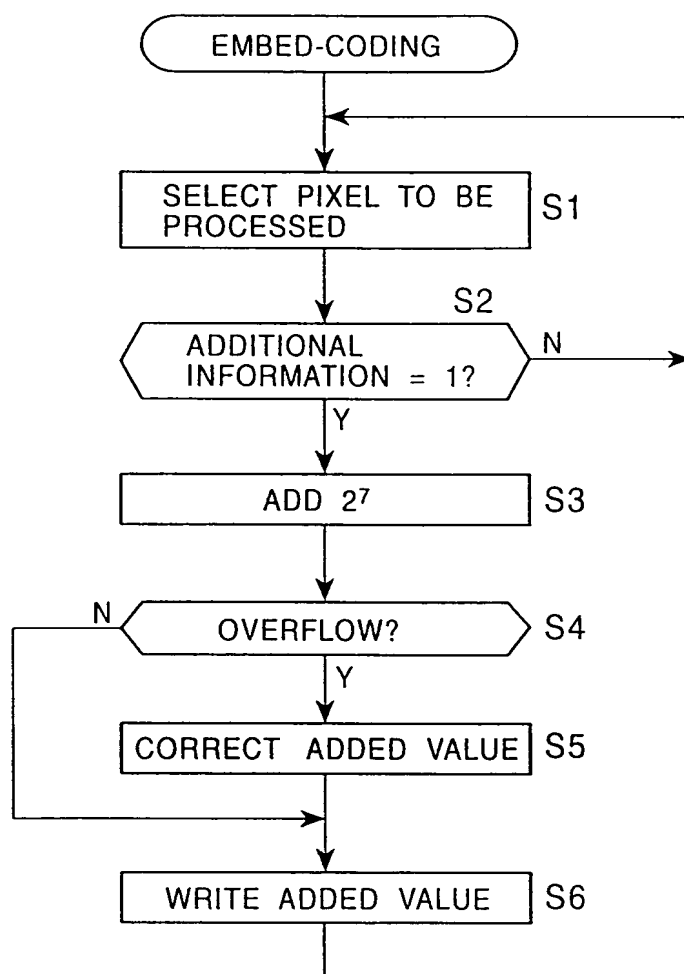 EMBED-CODING
SELECT PIXEL TO BE
PROCESSED
S1
S2
ADDITIONAL
INFORMATION = 1?
N
Y
ADD 2⁷
S3
N
OVERFLOW?
S4
Y
CORRECT ADDED VALUE
S5
WRITE ADDED VALUE
S6